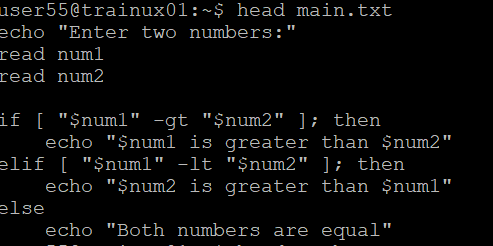 user55@trainux01:~$ head main.txt
echo "Enter two numbers:"
read num1
read num2

if [ "$num1" -gt "$num2" ]; then
    echo "$num1 is greater than $num2"
elif [ "$num1" -lt "$num2" ]; then
    echo "$num2 is greater than $num1"
else
    echo "Both numbers are equal"